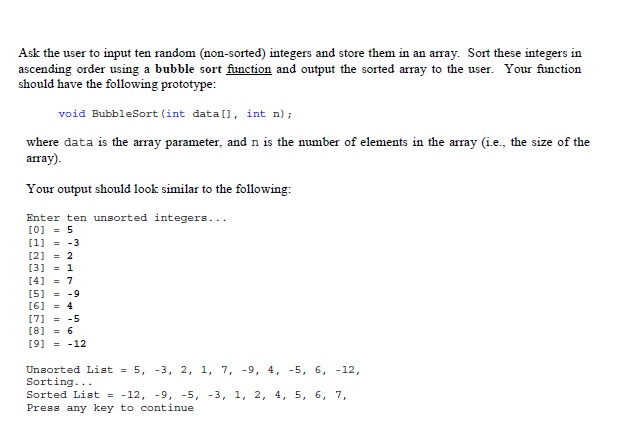 Ask the user to input ten random (non-sorted) integers and store them in an array. Sort these integers in
ascending order using a bubble sort function and output the sorted array to the user. Your function
should have the following prototype:
void BubbleSort(int data[], int n);
where data is the array parameter, and n is the number of elements in the array (i.e., the size of the
array).
Your output should look similar to the following:
Enter ten unsorted integers...
[0] = 5
[1] = -3
[2] = 2
[3] = 1
[4] = 7
[5] = -9
[6] = 4
[7] = -5
[8] = 6
[9] = -12
Unsorted List = 5, -3, 2, 1, 7, -9, 4, -5, 6, -12,
Sorting...
Sorted List = -12, -9, -5, -3, 1, 2, 4, 5, 6, 7,
Press any key to continue